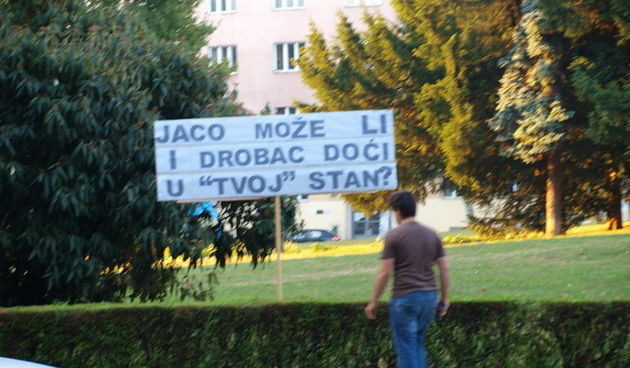 JACO MOŽE LI
I DROBAC DOĆI
U "TVOJ" STAN?